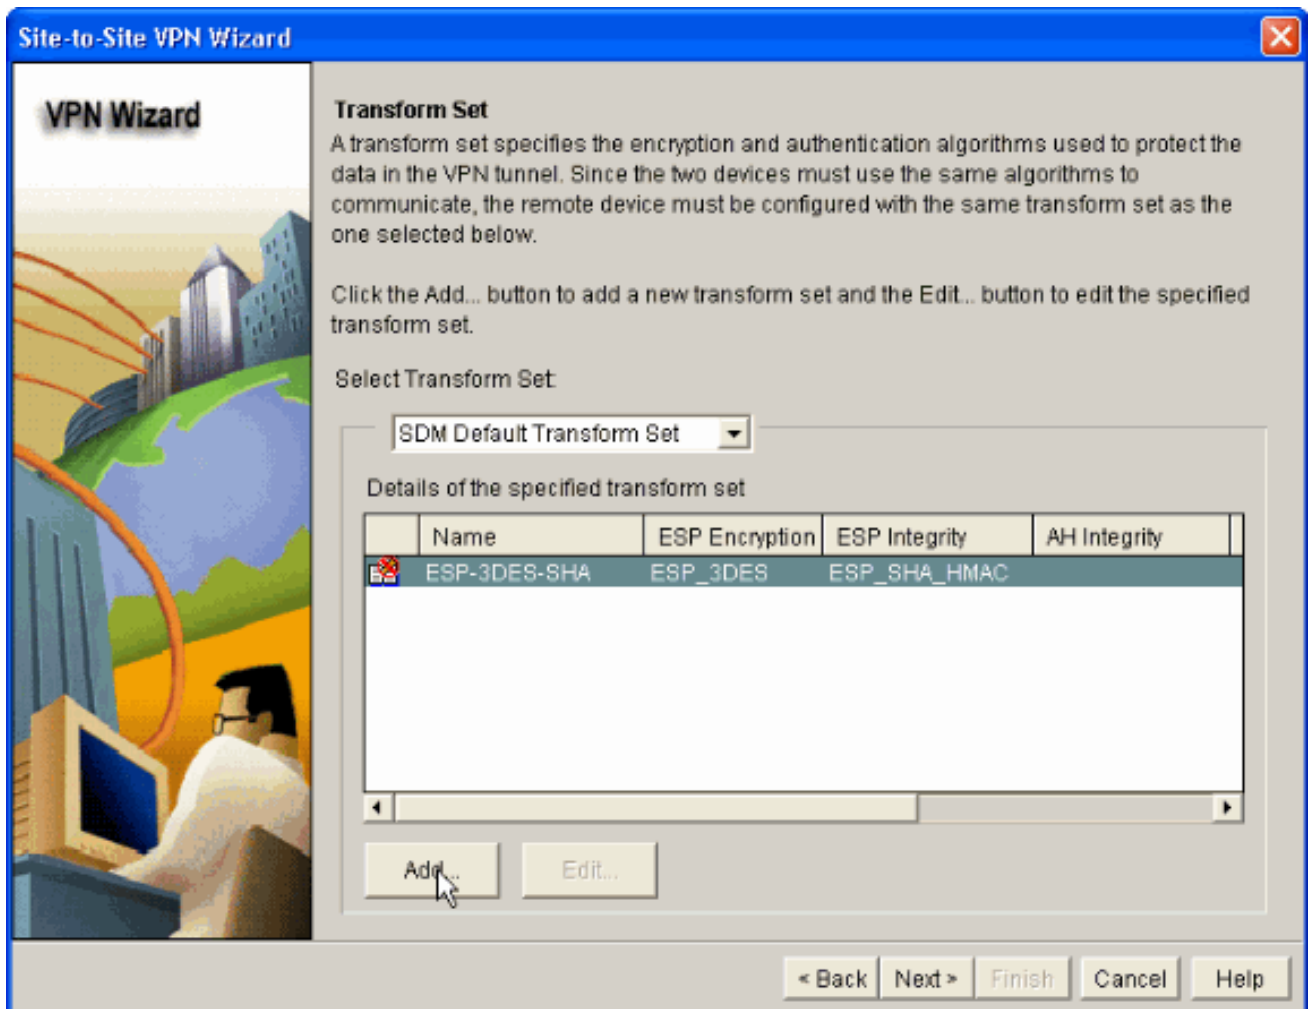 Site-to-Site VPN Wizard
VPN Wizard
Transform Set
A transform set specifies the encryption and authentication algorithms used to protect the
data in the VPN tunnel. Since the two devices must use the same algorithms to
communicate, the remote device must be configured with the same transform set as the
one selected below.
Click the Add... button to add a new transform set and the Edit... button to edit the specified
transform set.
Select Transform Set:
SDM Default Transform Set
Details of the specified transform set
Name ESP Encryption ESP Integrity AH Integrity
ESP-3DES-SHA ESP_3DES ESP_SHA_HMAC
Add... Edit...
< Back Next > Finish Cancel Help